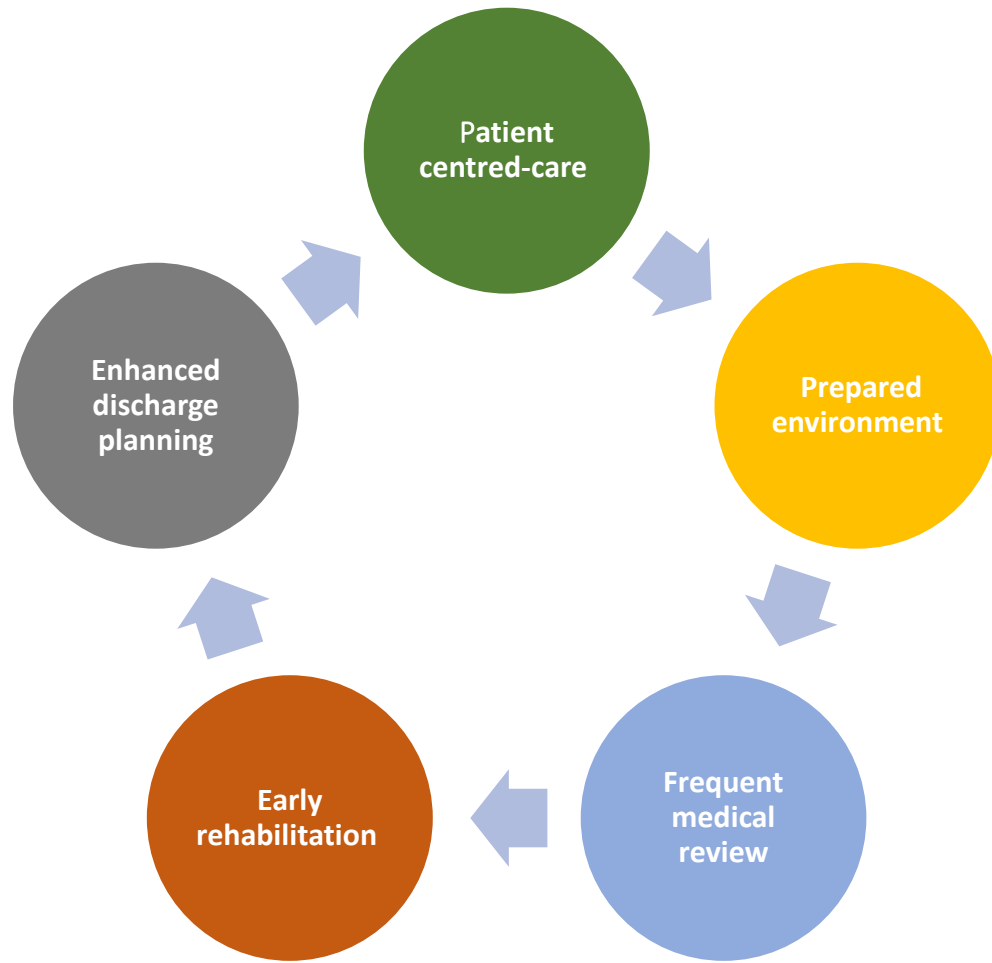 Patient
centred-care
Prepared
environment
Frequent
medical
review
Early
rehabilitation
Enhanced
discharge
planning